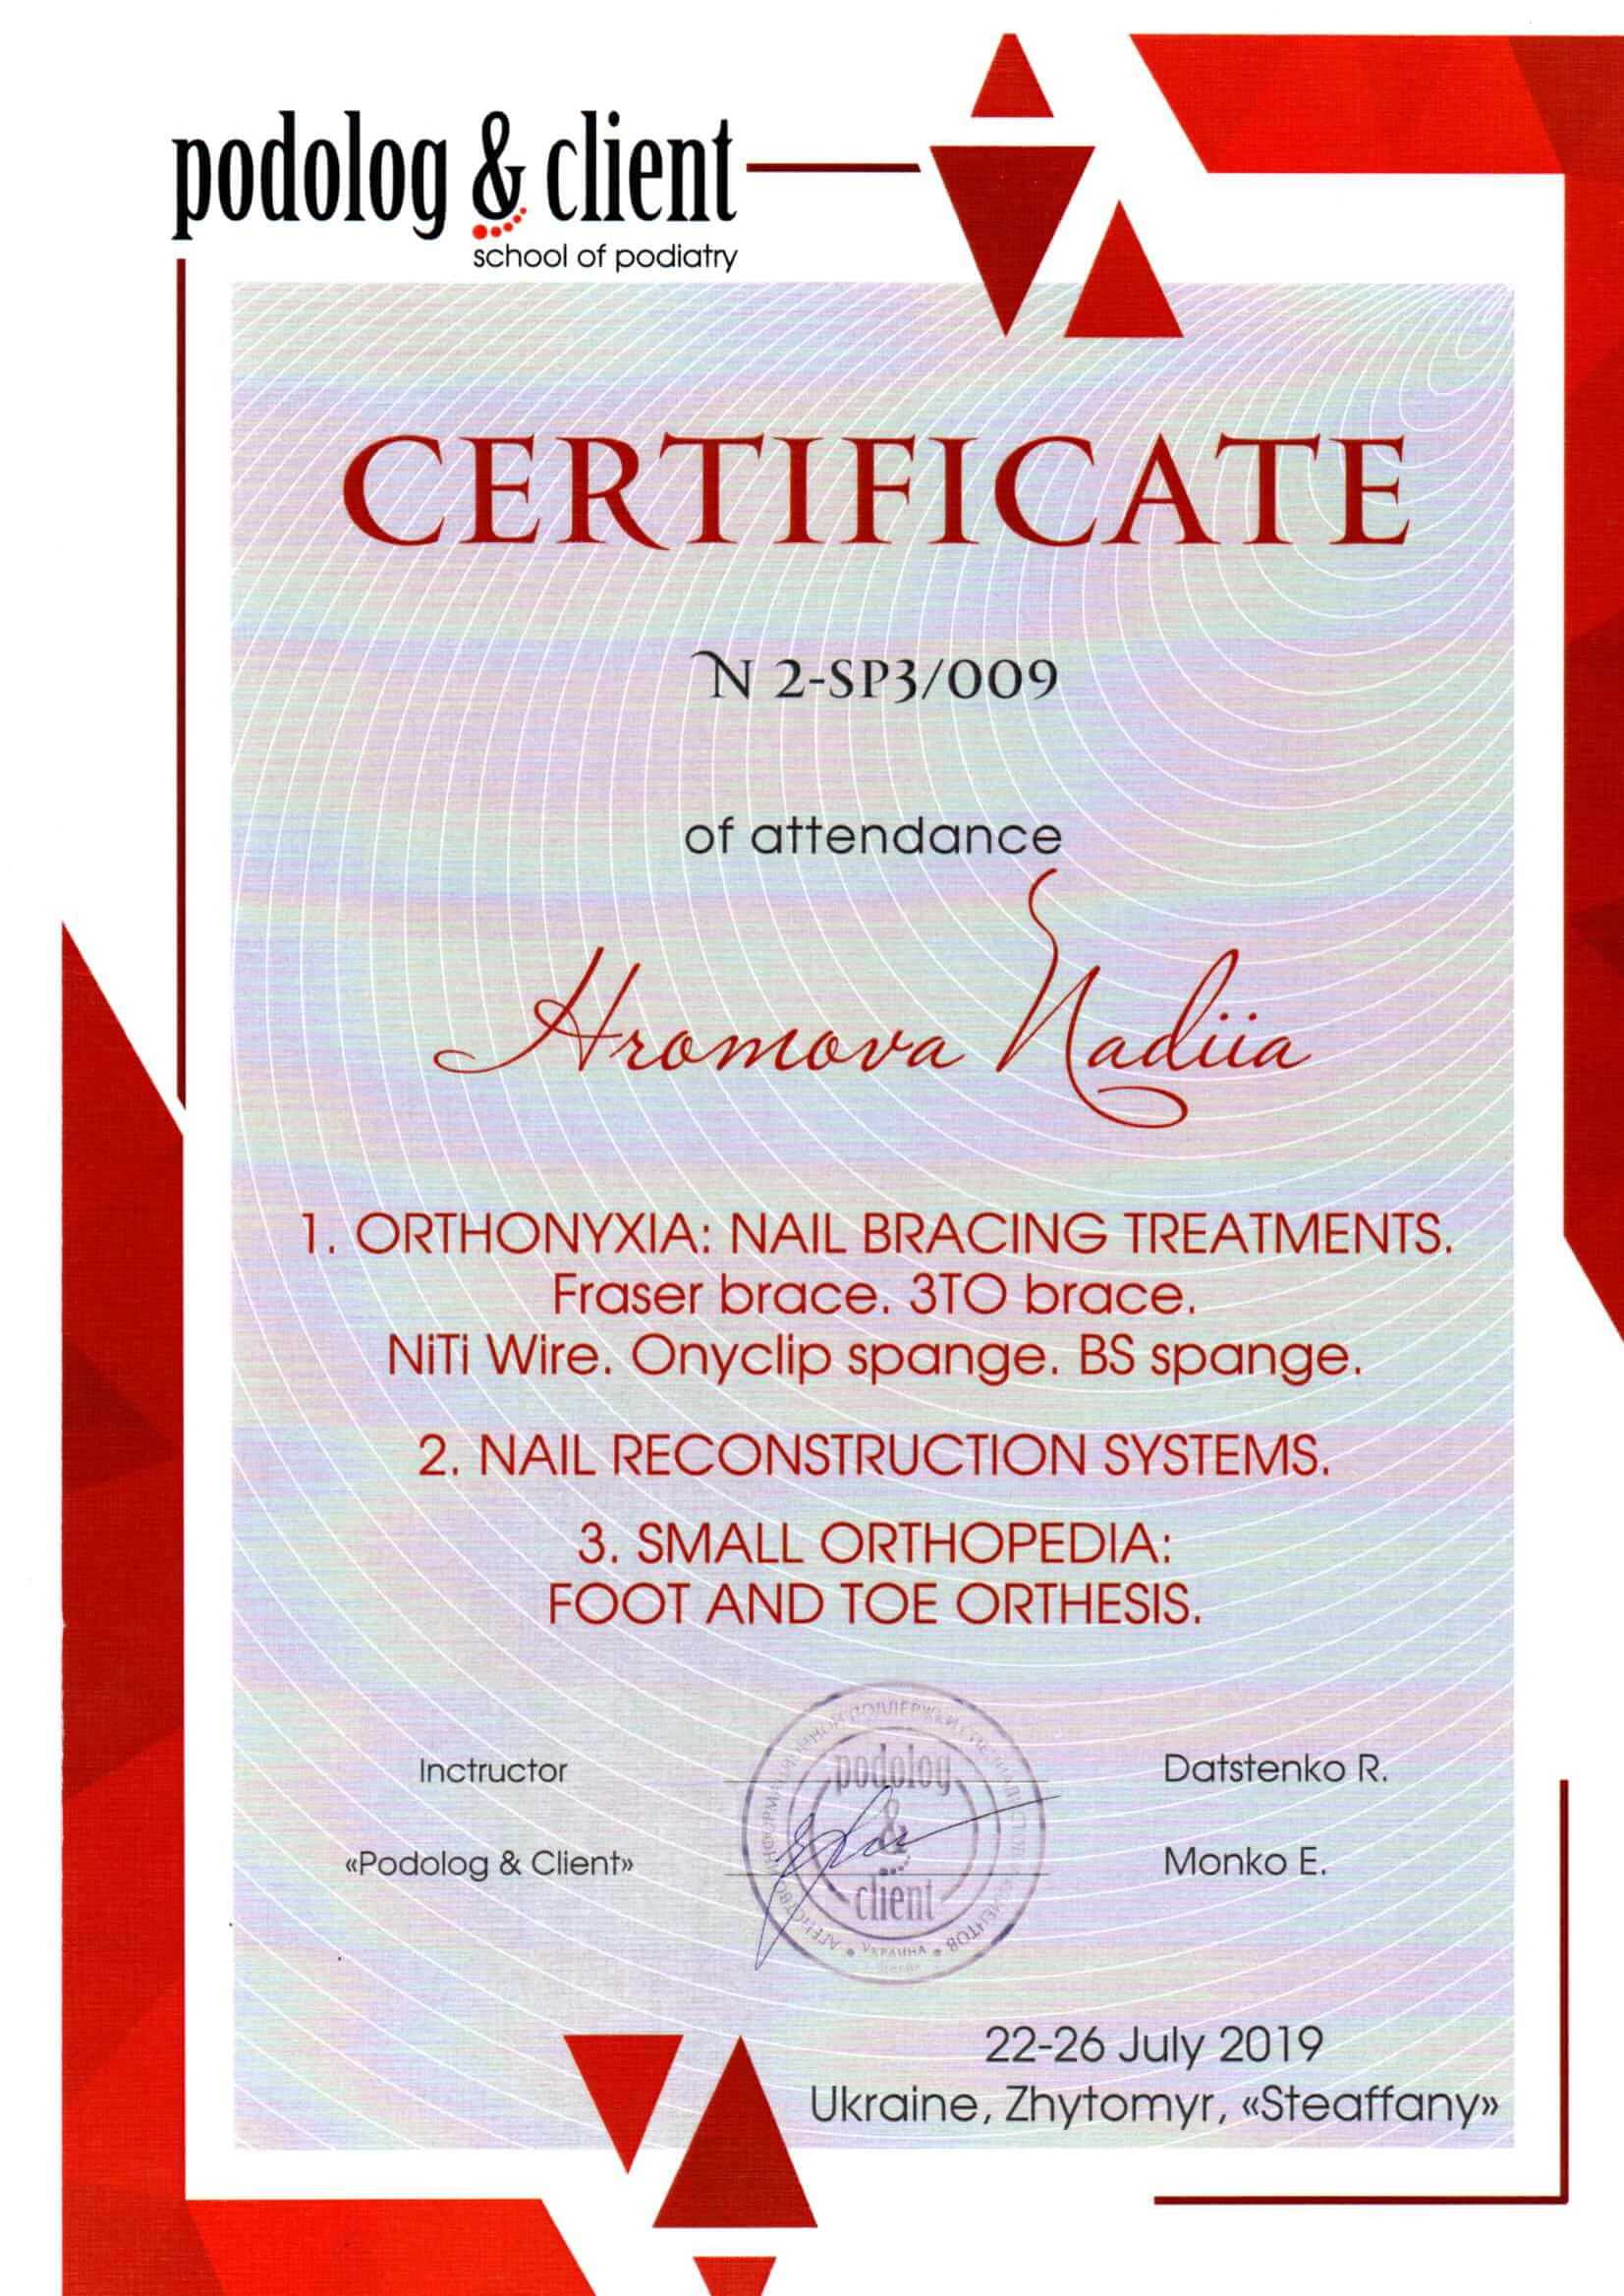 podolog & client
school of podiatry
CERTIFICATE
N 2-SP3/009
of attendance
Hromova Nadiia
1. ORTHONYXIA: NAIL BRACING TREATMENTS.
Fraser brace. 3TO brace.
NiTi Wire. Onyclip spange. BS spange.
2. NAIL RECONSTRUCTION SYSTEMS.
3. SMALL ORTHOPEDIA:
FOOT AND TOE ORTHESIS.
Inctructor
Datstenko R.
«Podolog & Client»
Monko E.
podolog
&
client
УКРАИНА
22-26 July 2019
Ukraine, Zhytomyr, «Steaffany»